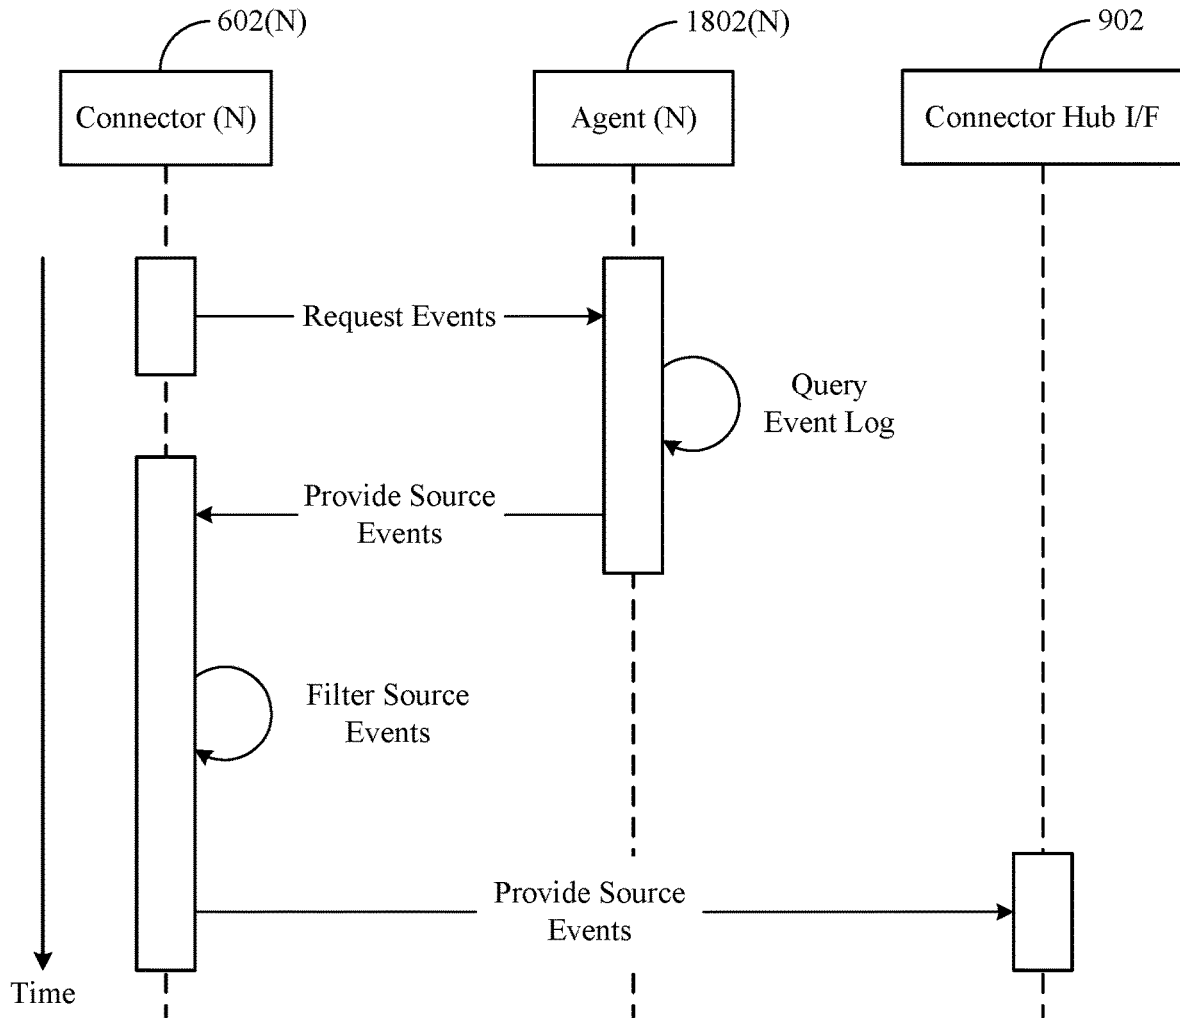 602(N)
1802(N)
902
Connector (N)
Agent (N)
Connector Hub I/F
Request Events
Query
Event Log
Provide Source
Events
Filter Source
Events
Provide Source
Events
Time